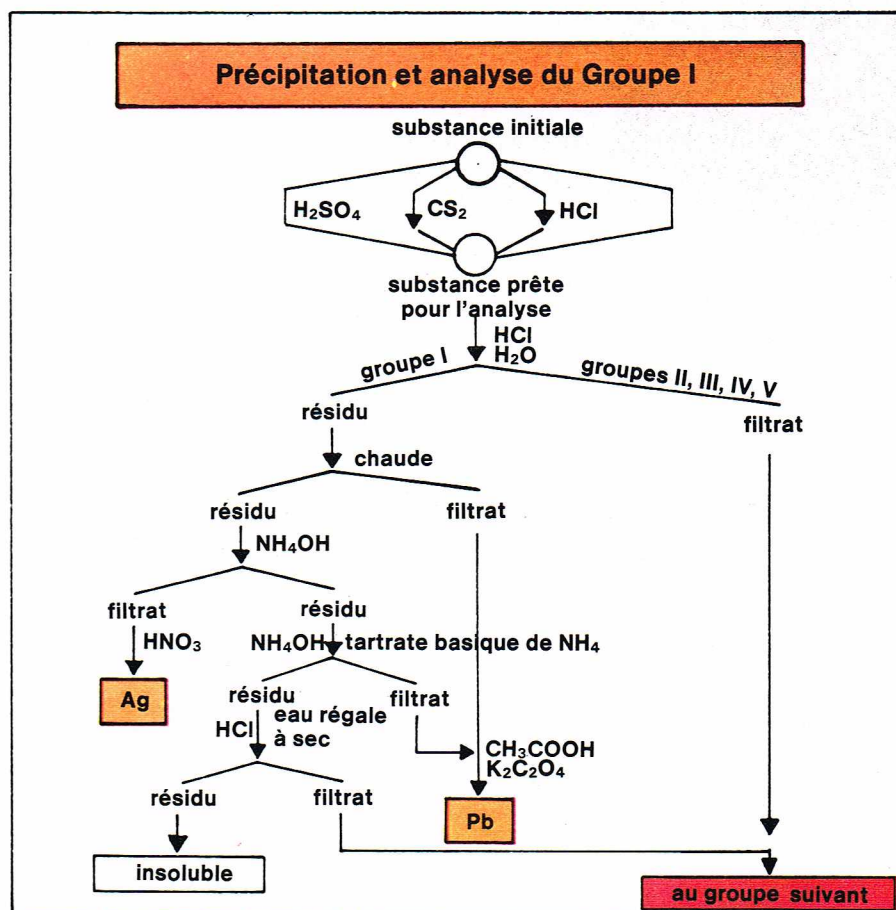 Précipitation et analyse du Groupe I
substance initiale
H₂SO₄
CS₂
HCl
substance prête
pour l'analyse
HCl
H₂O
groupe I
groupes II, III, IV, V
résidu
filtrat
chaude
résidu
filtrat
NH₄OH
filtrat
résidu
HNO₃
NH₄OH tartrate basique de NH₄
Ag
résidu
filtrat
HCl
eau régale
à sec
CH₃COOH
K₂C₂O₄
résidu
filtrat
Pb
insoluble
au groupe suivant